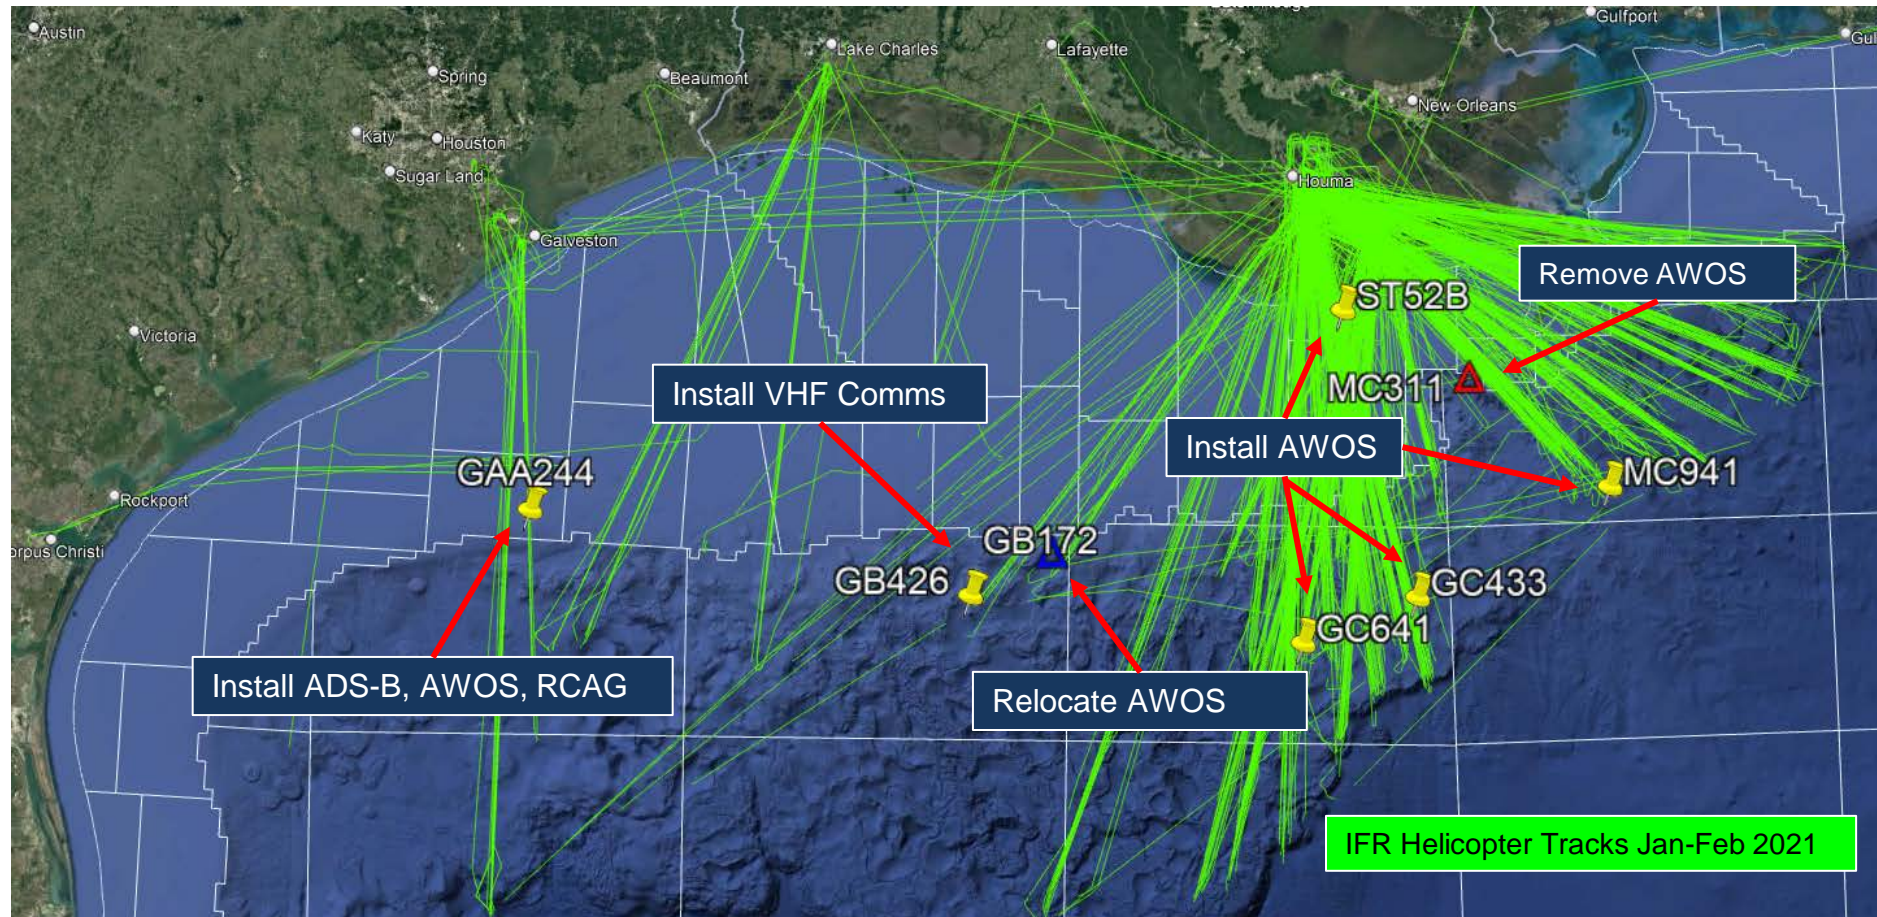 Gulfport
Austin
Gul
Lake Charles
Lafayette
Spring
Beaumont
New Orleans
Katy
Houston
Sugar Land
Houma
Galveston
Remove AWOS
ST52B
Victoria
MC311
Install VHF Comms
Install AWOS
GAA244
MC941
Rockport
GB172
orpus Christi
GB426
GC433
GC641
Install ADS-B, AWOS, RCAG
Relocate AWOS
IFR Helicopter Tracks Jan-Feb 2021